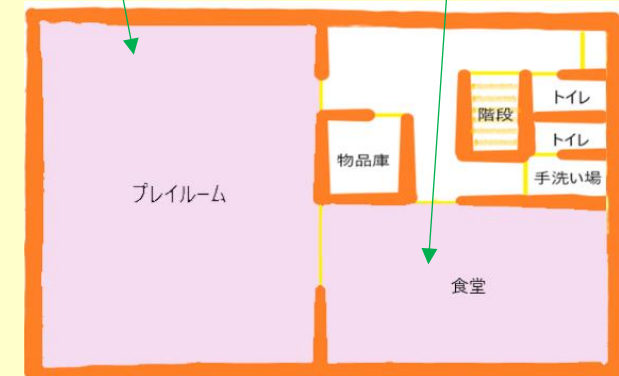 トイレ
階段
トイレ
物品庫
手洗い場
プレイルーム
食堂